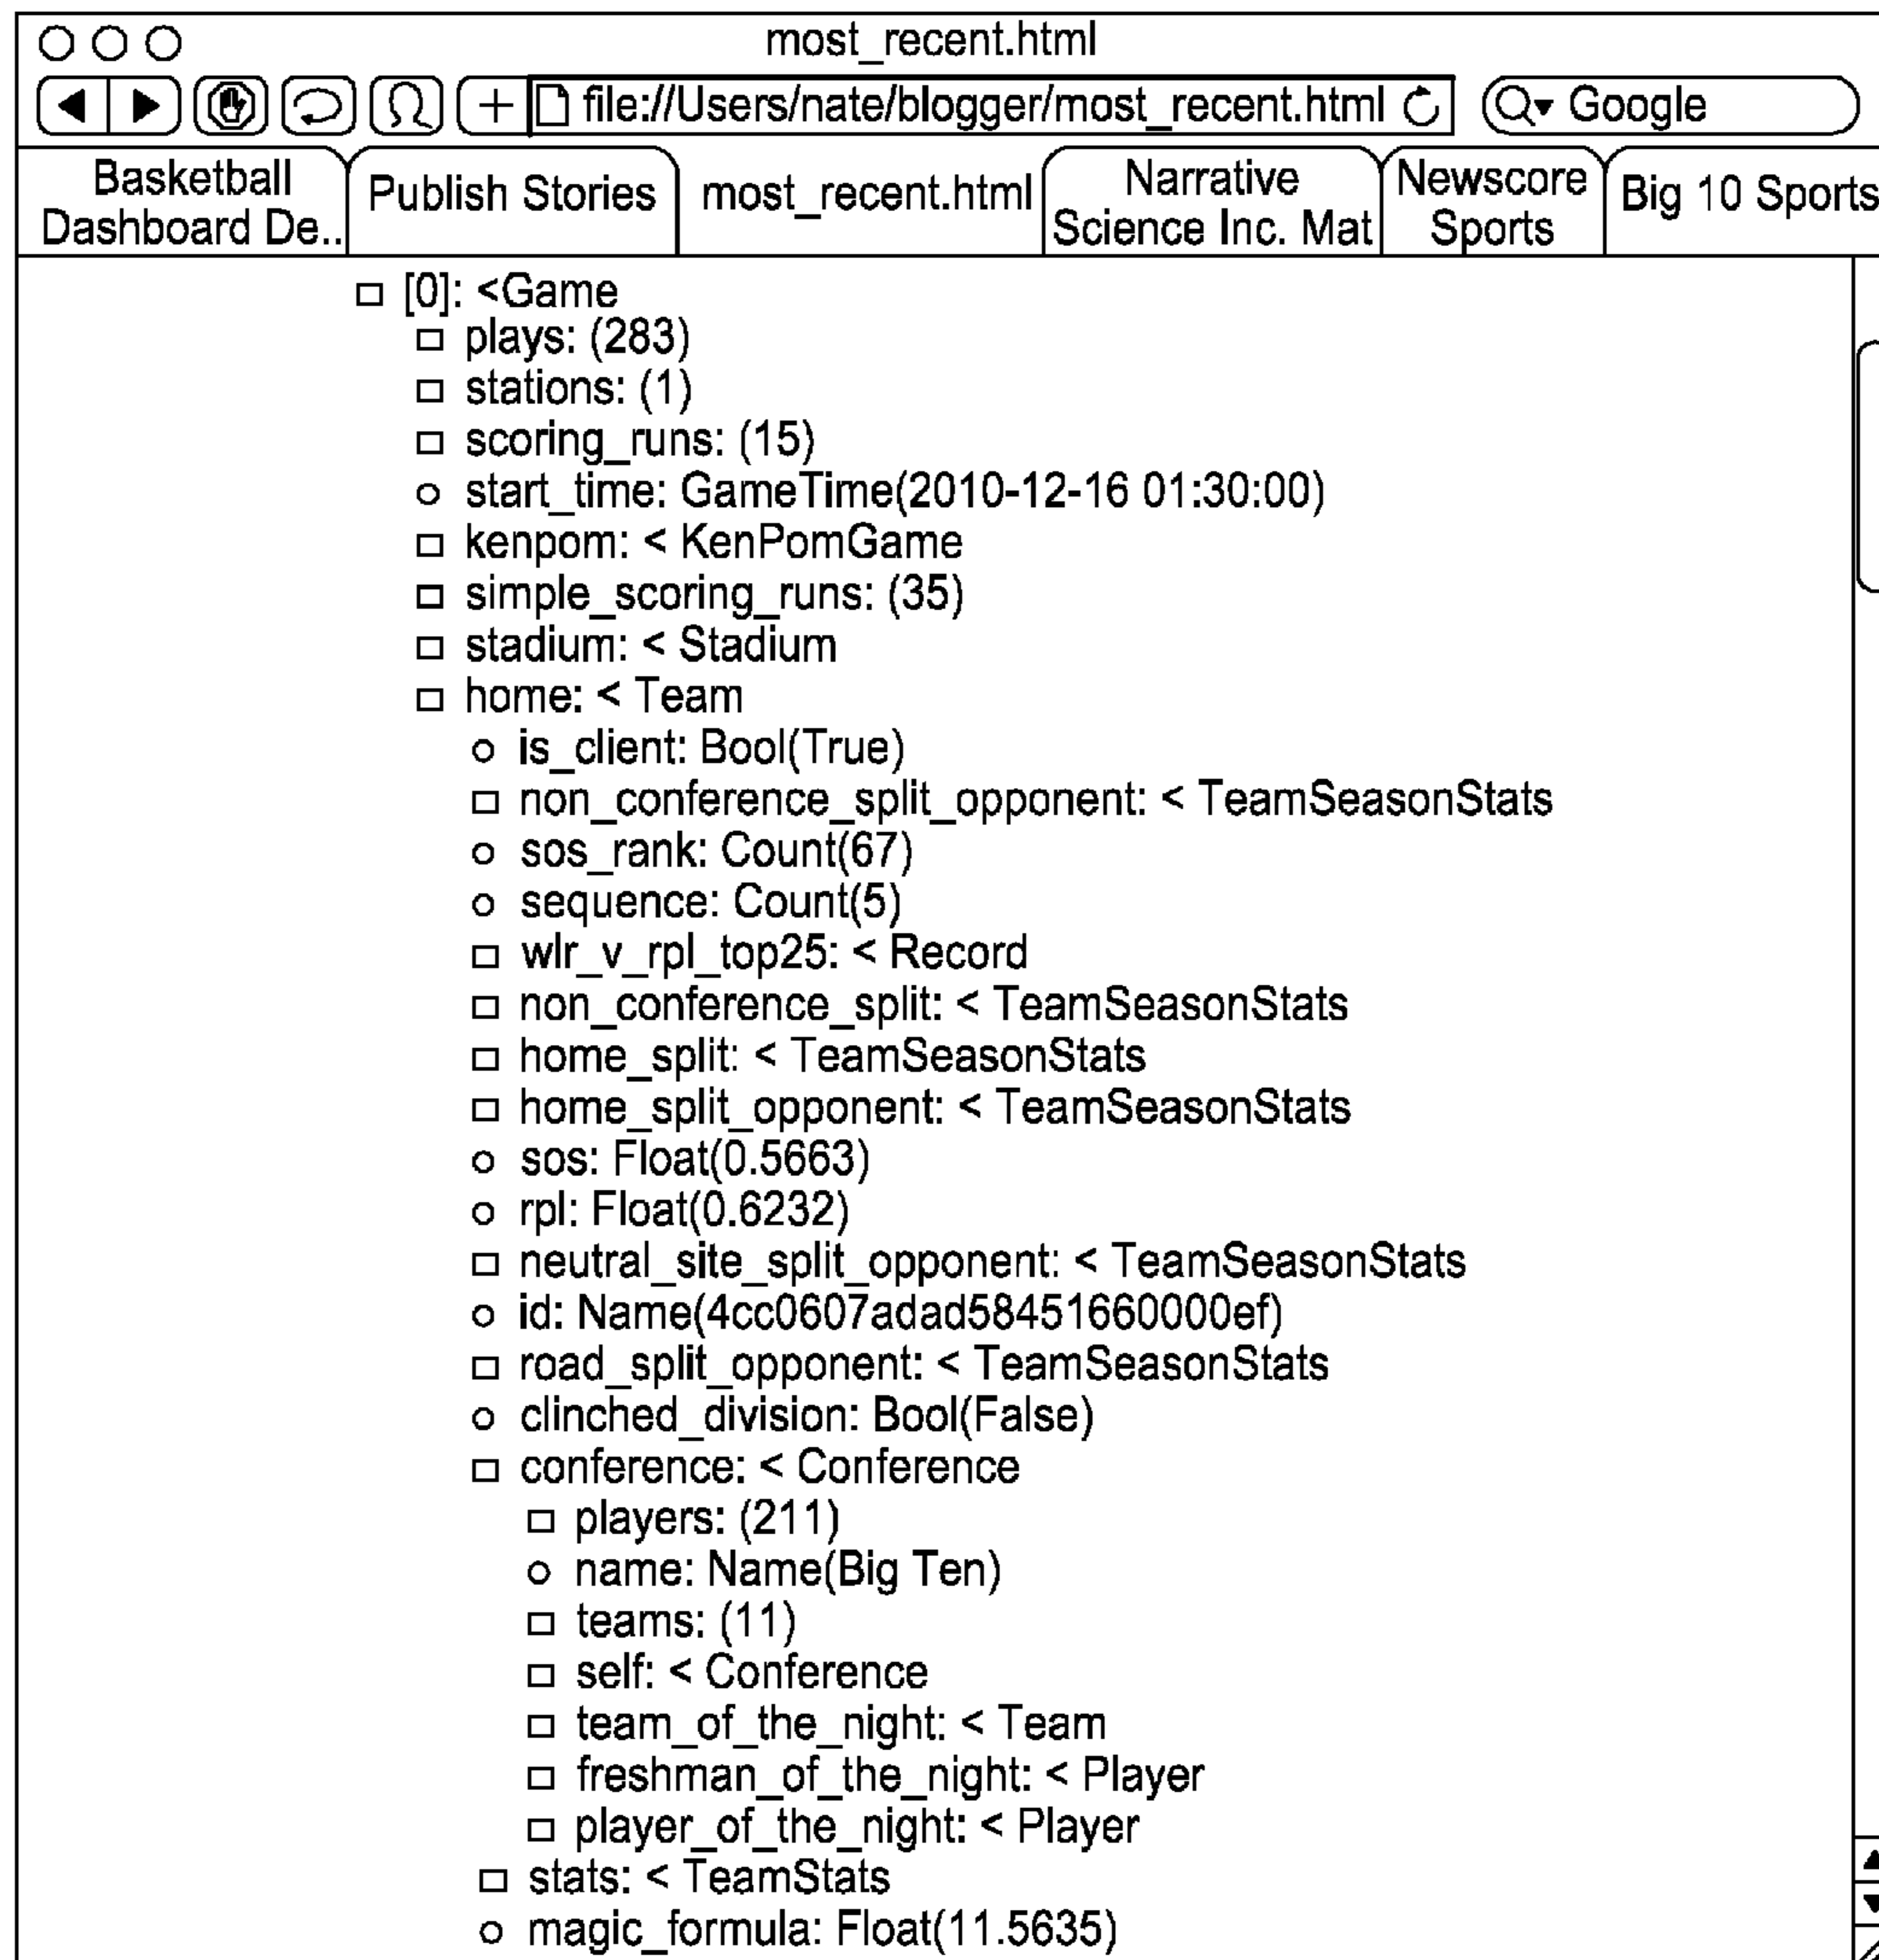 most_recent.html
file://Users/nate/blogger/most_recent.html
Google
Basketball
Dashboard De..
Publish Stories
most_recent.html
Narrative
Science Inc. Mat
Newscore
Sports
Big 10 Sports
[0]: <Game
plays: (283)
stations: (1)
scoring_runs: (15)
start_time: GameTime(2010-12-16 01:30:00)
kenpom: < KenPomGame
simple_scoring_runs: (35)
stadium: < Stadium
home: < Team
is_client: Bool(True)
non_conference_split_opponent: < TeamSeasonStats
sos_rank: Count(67)
sequence: Count(5)
wlr_v_rpl_top25: < Record
non_conference_split: < TeamSeasonStats
home_split: < TeamSeasonStats
home_split_opponent: < TeamSeasonStats
sos: Float(0.5663)
rpl: Float(0.6232)
neutral_site_split_opponent: < TeamSeasonStats
id: Name(4cc0607adad58451660000ef)
road_split_opponent: < TeamSeasonStats
clinched_division: Bool(False)
conference: < Conference
players: (211)
name: Name(Big Ten)
teams: (11)
self: < Conference
team_of_the_night: < Team
freshman_of_the_night: < Player
player_of_the_night: < Player
stats: < TeamStats
magic_formula: Float(11.5635)